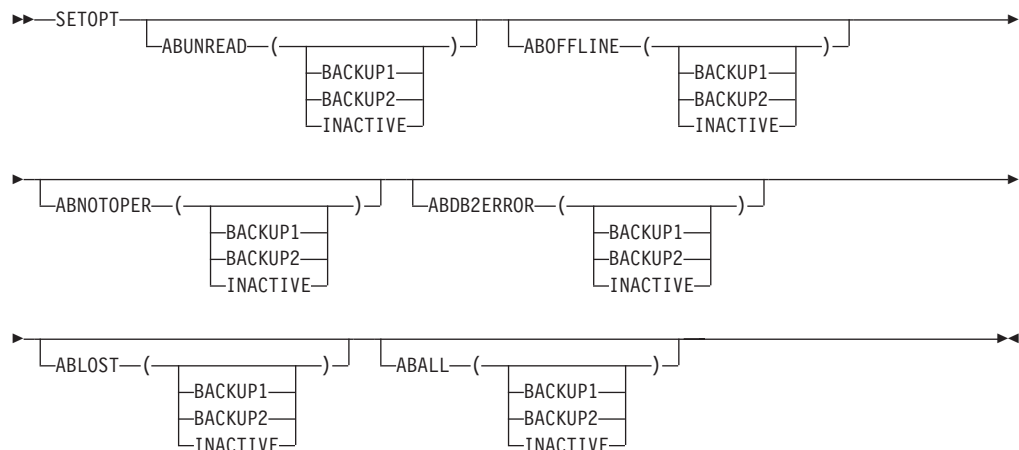 SETOPT
ABUNREAD ( ) ABOFFLINE ( )
BACKUP1 BACKUP1
BACKUP2 BACKUP2
INACTIVE INACTIVE
ABNOTOPER ( ) ABDB2ERROR ( )
BACKUP1 BACKUP1
BACKUP2 BACKUP2
INACTIVE INACTIVE
ABLOST ( ) ABALL ( )
BACKUP1 BACKUP1
BACKUP2 BACKUP2
INACTIVE INACTIVE